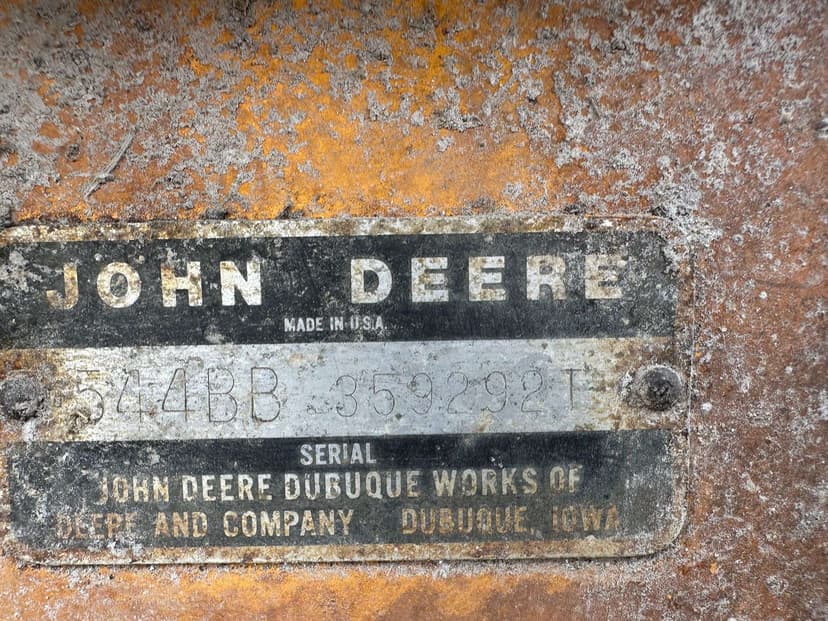 JOHN DEERE
MADE IN U.S.A.
544BB 359292T
SERIAL
JOHN DEERE DUBUQUE WORKS OF
DEERE AND COMPANY DUBUQUE, IOWA